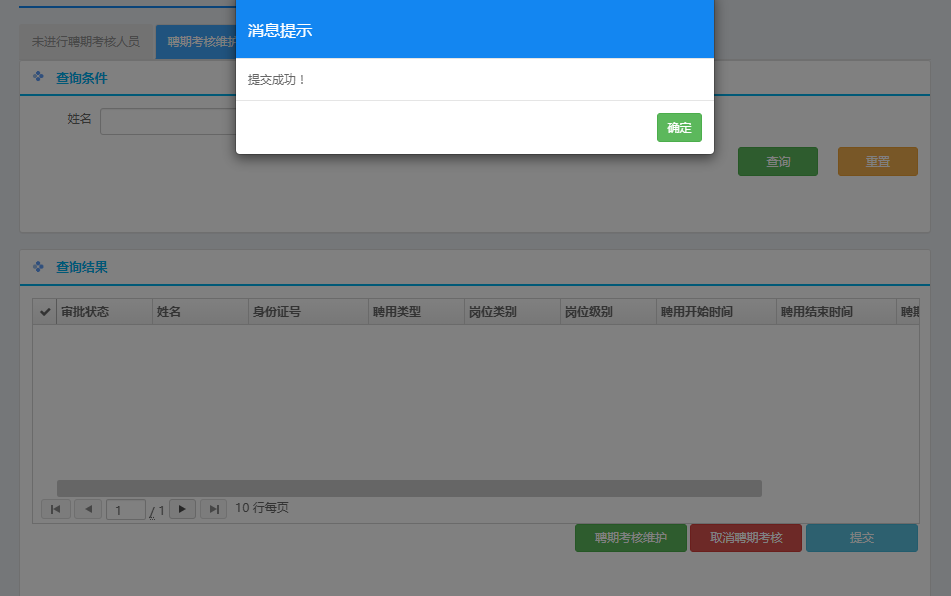 消息提示
未进行聘期考核人员
聘期考核维护
查询条件
提交成功！
姓名
确定
查询
重置
查询结果
审批状态 姓名 身份证号 聘用类型 岗位类别 岗位级别 聘用开始时间 聘用结束时间 聘期
1 / 1 10 行每页
聘期考核维护 取消聘期考核 提交